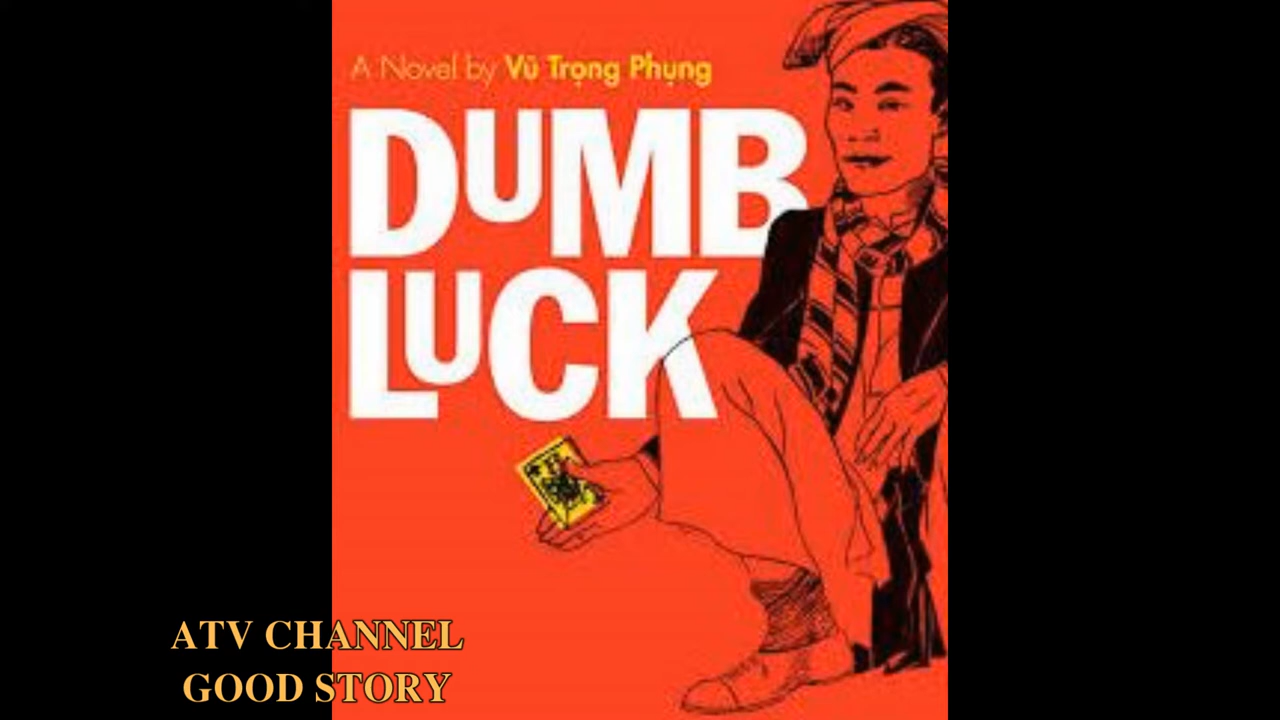 A Novel by Vũ Trọng Phụng
DUMB
LUCK
ATV CHANNEL
GOOD STORY